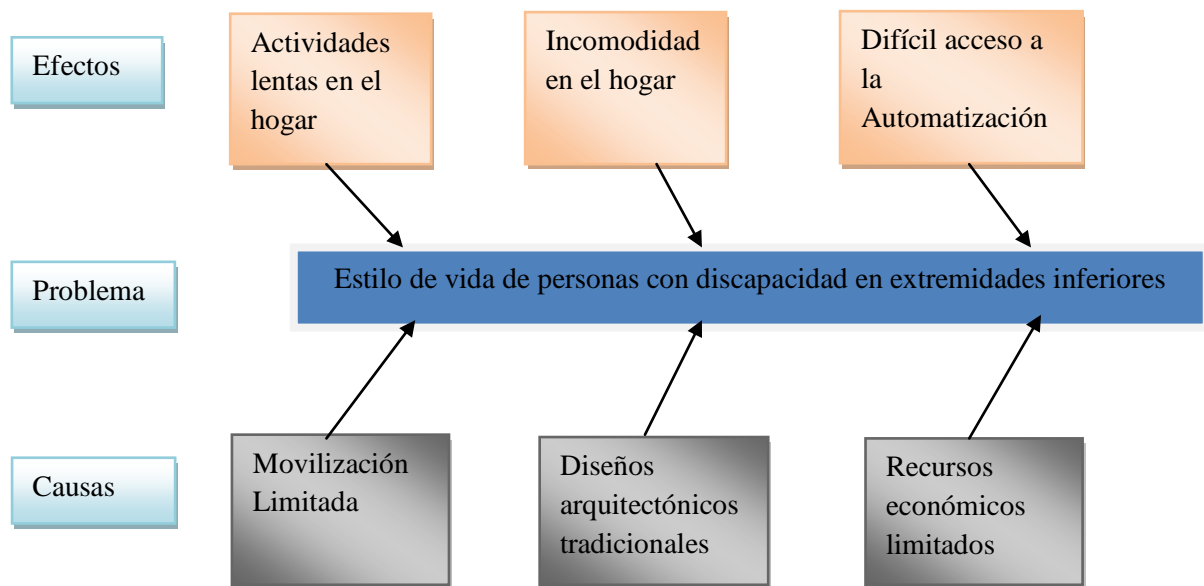 Efectos
Actividades
lentas en el
hogar
Incomodidad
en el hogar
Difícil acceso a
la
Automatización
Problema
Estilo de vida de personas con discapacidad en extremidades inferiores
Causas
Movilización
Limitada
Diseños
arquitectónicos
tradicionales
Recursos
económicos
limitados